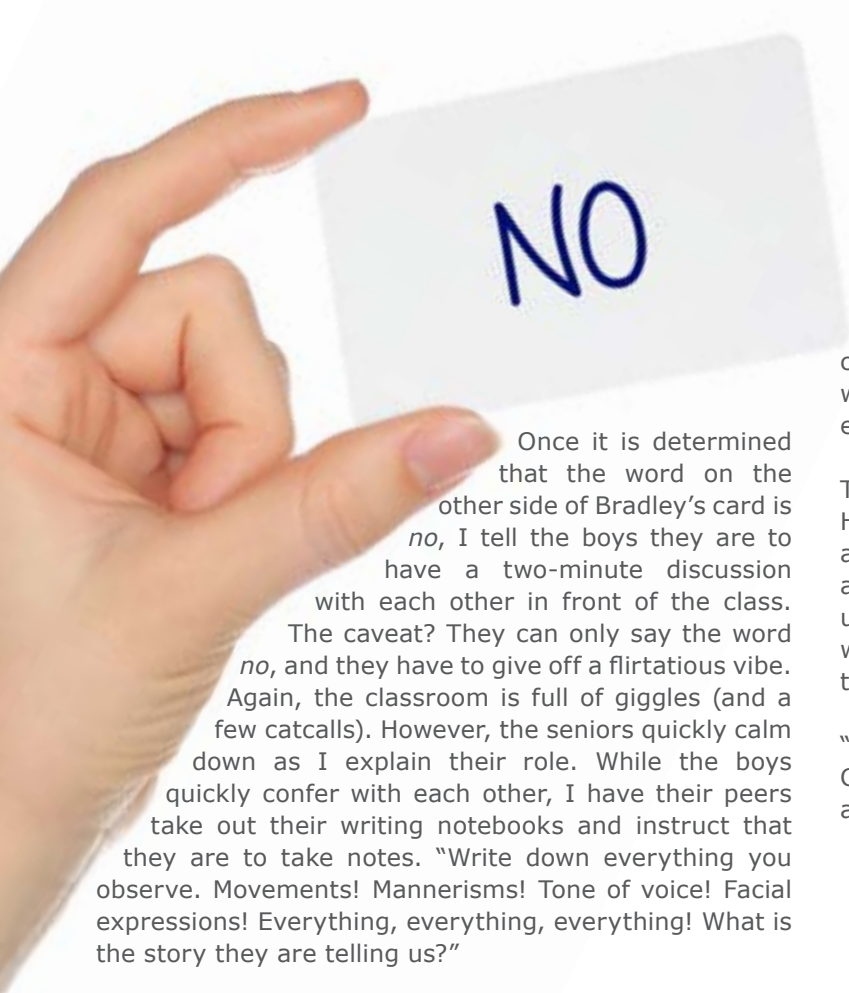 NO
Once it is determined
that the word on the
other side of Bradley’s card is
no, I tell the boys they are to
have a two-minute discussion
with each other in front of the class.
The caveat? They can only say the word
no, and they have to give off a flirtatious vibe.
Again, the classroom is full of giggles (and a
few catcalls). However, the seniors quickly calm
down as I explain their role. While the boys
quickly confer with each other, I have their peers
take out their writing notebooks and instruct that
they are to take notes. “Write down everything you
observe. Movements! Mannerisms! Tone of voice! Facial
expressions! Everything, everything, everything! What is
the story they are telling us?”